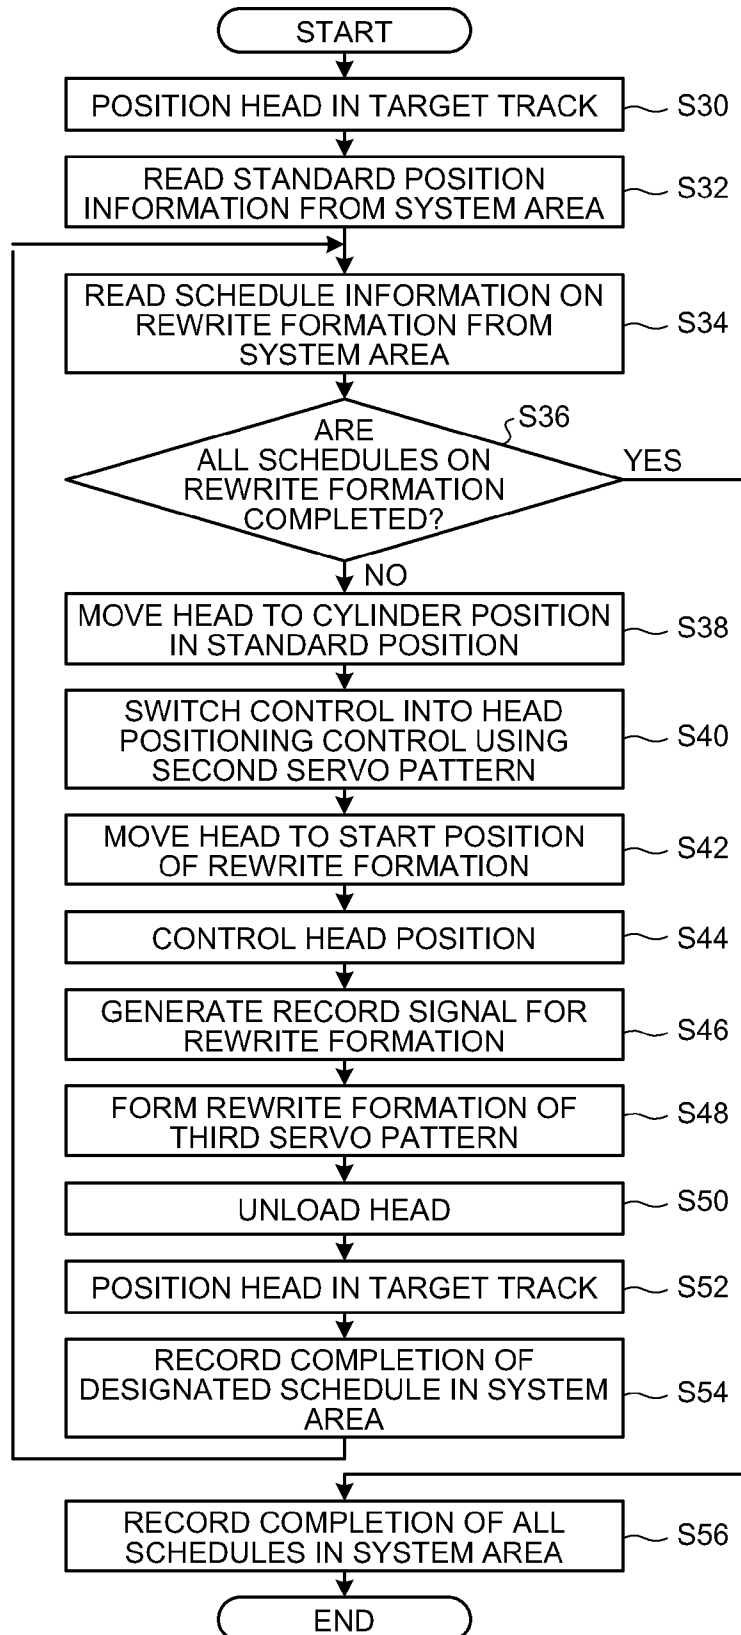 START
POSITION HEAD IN TARGET TRACK
S30
READ STANDARD POSITION
INFORMATION FROM SYSTEM AREA
S32
READ SCHEDULE INFORMATION ON
REWRITE FORMATION FROM
SYSTEM AREA
S34
S36
ARE
ALL SCHEDULES ON
REWRITE FORMATION
COMPLETED?
YES
NO
MOVE HEAD TO CYLINDER POSITION
IN STANDARD POSITION
S38
SWITCH CONTROL INTO HEAD
POSITIONING CONTROL USING
SECOND SERVO PATTERN
S40
MOVE HEAD TO START POSITION
OF REWRITE FORMATION
S42
CONTROL HEAD POSITION
S44
GENERATE RECORD SIGNAL FOR
REWRITE FORMATION
S46
FORM REWRITE FORMATION OF
THIRD SERVO PATTERN
S48
UNLOAD HEAD
S50
POSITION HEAD IN TARGET TRACK
S52
RECORD COMPLETION OF
DESIGNATED SCHEDULE IN SYSTEM
AREA
S54
RECORD COMPLETION OF ALL
SCHEDULES IN SYSTEM AREA
S56
END